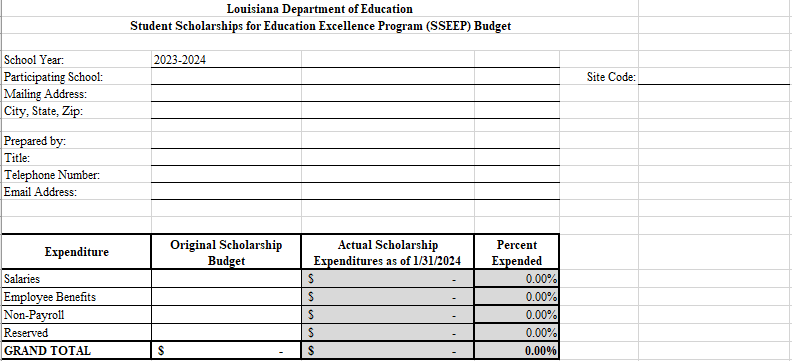 Louisiana Department of Education
Student Scholarships for Education Excellence Program (SSEEP) Budget
School Year: 2023-2024
Participating School: Site Code:
Mailing Address:
City, State, Zip:
Prepared by:
Title:
Telephone Number:
Email Address:
Expenditure Original Scholarship Budget Actual Scholarship Expenditures as of 1/31/2024 Percent Expended
Salaries $ - 0.00%
Employee Benefits $ - 0.00%
Non-Payroll $ - 0.00%
Reserved $ - 0.00%
GRAND TOTAL $ - $ - 0.00%